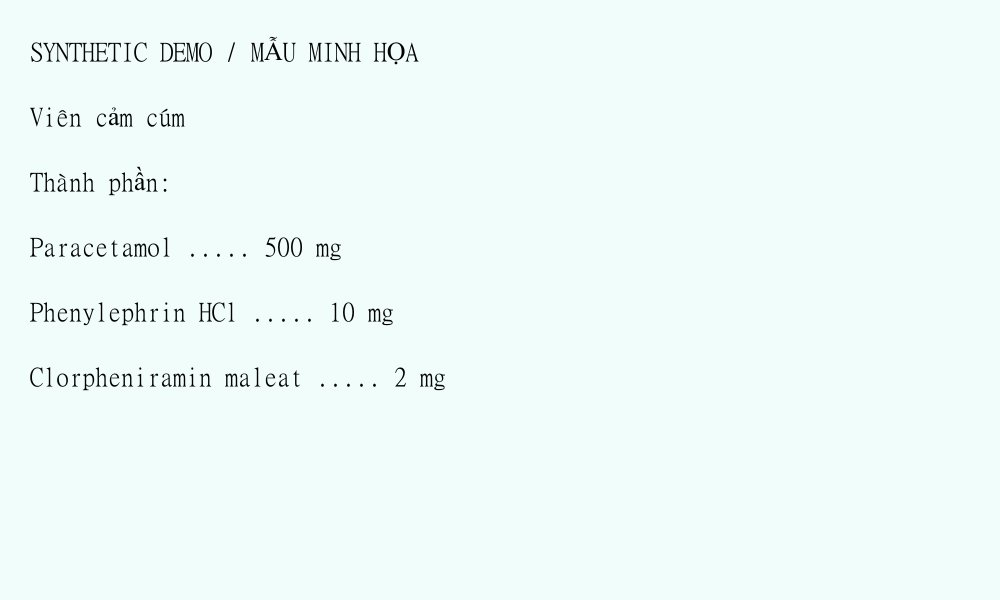 SYNTHETIC DEMO / MẪU MINH HỌA
Viên cảm cúm
Thành phần:
Paracetamol ..... 500 mg
Phenylephrin HCl ..... 10 mg
Clorpheniramin maleat ..... 2 mg